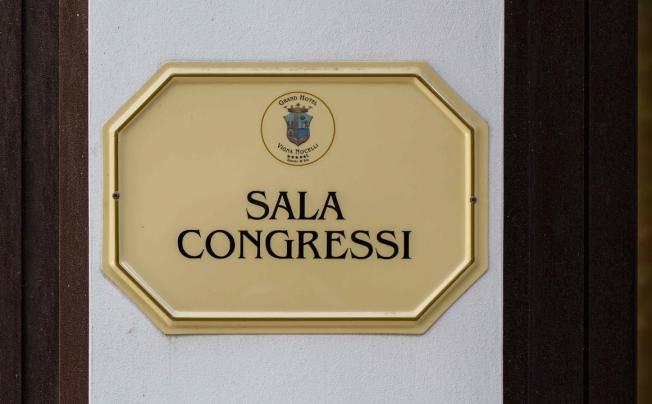 GRAND HOTEL
VIGNA NOCELLI
SALA
CONGRESSI